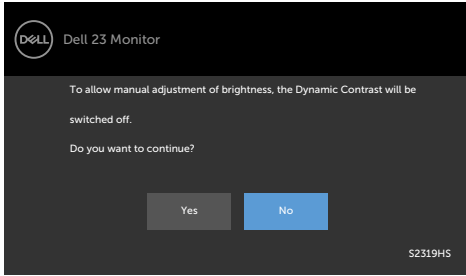 DELL
Dell 23 Monitor
To allow manual adjustment of brightness, the Dynamic Contrast will be
switched off.
Do you want to continue?
Yes
No
S2319HS